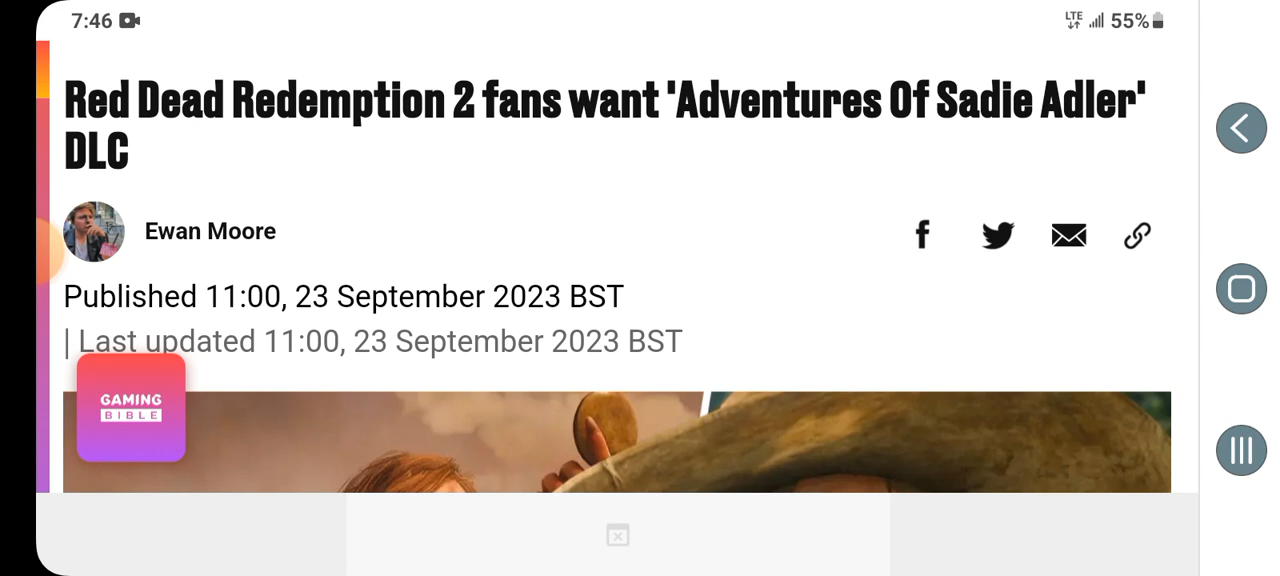 7:46 LTE 55%
Red Dead Redemption 2 fans want 'Adventures Of Sadie Adler'
DLC
Ewan Moore
Published 11:00, 23 September 2023 BST
| Last updated 11:00, 23 September 2023 BST
GAMING
BIBLE